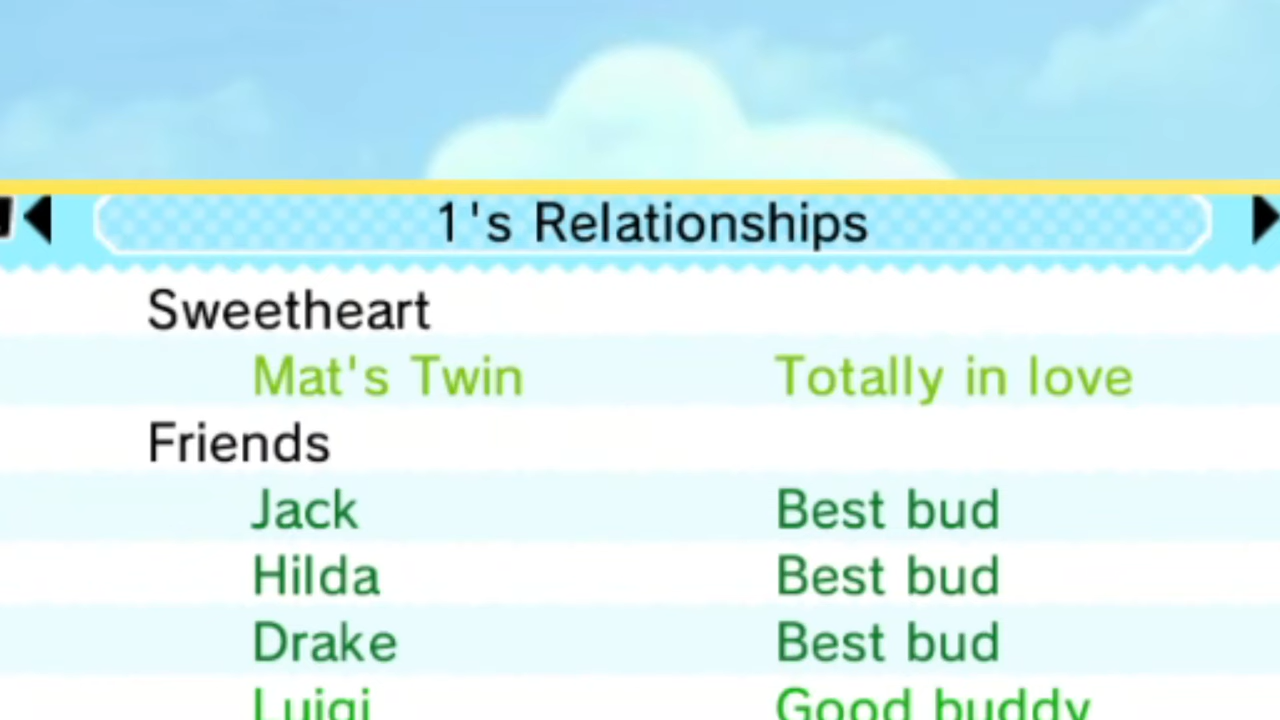 1's Relationships
Sweetheart
Mat's Twin Totally in love
Friends
Jack Best bud
Hilda Best bud
Drake Best bud
Luigi Good buddy